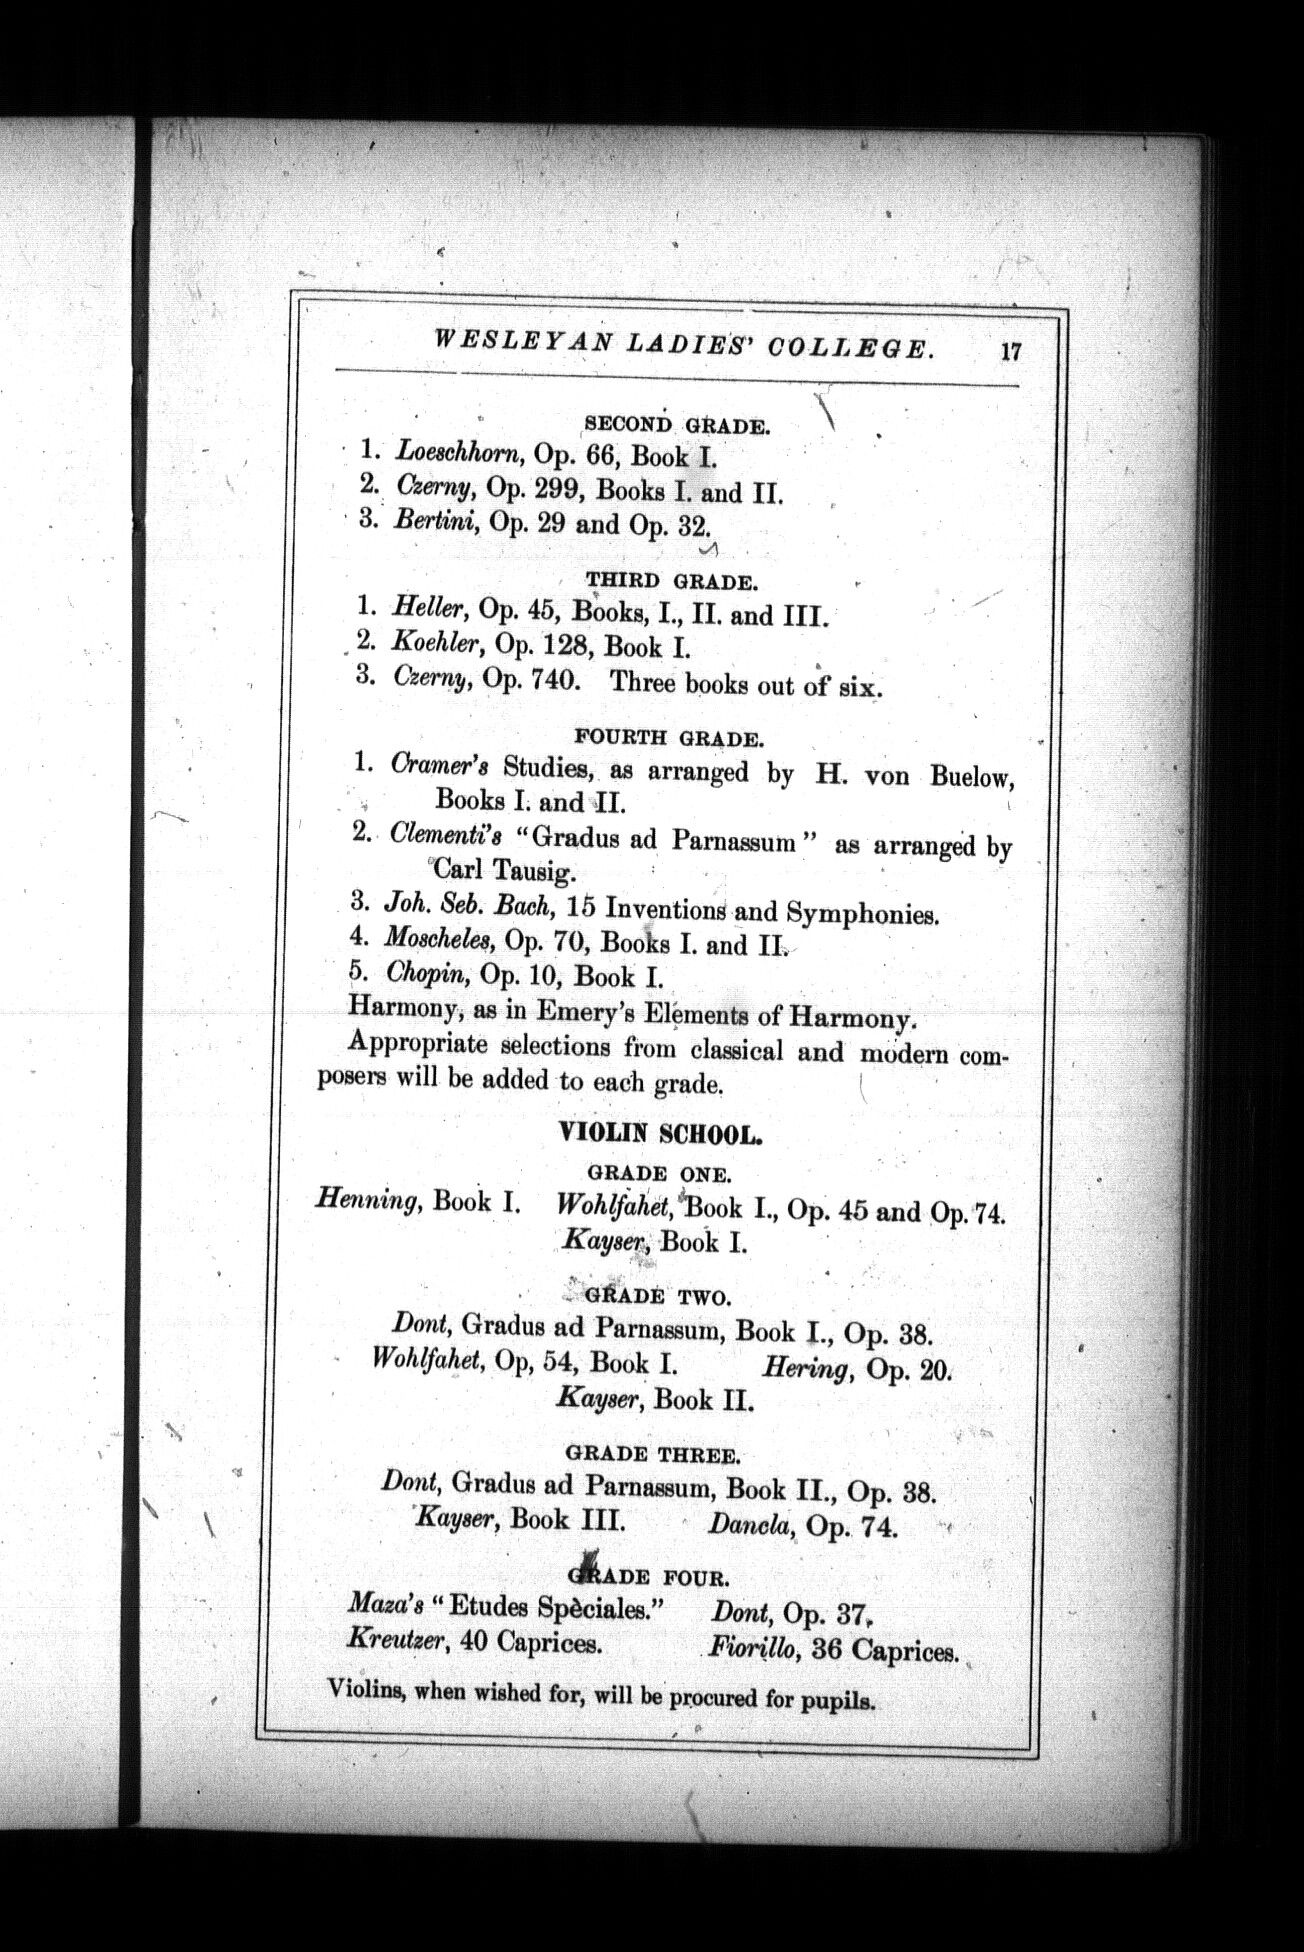 WESLEYAN LADIES' COLLEGE. 17
SECOND GRADE.
1. Loeschhorn, Op. 66, Book I.
2. Czerny, Op. 299, Books I. and II.
3. Bertini, Op. 29 and Op. 32.
THIRD GRADE.
1. Heller, Op. 45, Books, I., II. and III.
2. Koehler, Op. 128, Book I.
3. Czerny, Op. 740. Three books out of six.
FOURTH GRADE.
1. Cramer's Studies, as arranged by H. von Buelow,
Books I. and II.
2. Clementi's "Gradus ad Parnassum" as arranged by
Carl Tausig.
3. Joh. Seb. Bach, 15 Inventions and Symphonies.
4. Moscheles, Op. 70, Books I. and II.
5. Chopin, Op. 10, Book I.
Harmony, as in Emery's Elements of Harmony.
Appropriate selections from classical and modern com-
posers will be added to each grade.
VIOLIN SCHOOL.
GRADE ONE.
Henning, Book I. Wohlfahet, Book I., Op. 45 and Op. 74.
Kayser, Book I.
GRADE TWO.
Dont, Gradus ad Parnassum, Book I., Op. 38.
Wohlfahet, Op, 54, Book I. Hering, Op. 20.
Kayser, Book II.
GRADE THREE.
Dont, Gradus ad Parnassum, Book II., Op. 38.
Kayser, Book III. Dancla, Op. 74.
GRADE FOUR.
Maza's "Etudes Spèciales." Dont, Op. 37.
Kreutzer, 40 Caprices. Fiorillo, 36 Caprices.
Violins, when wished for, will be procured for pupils.